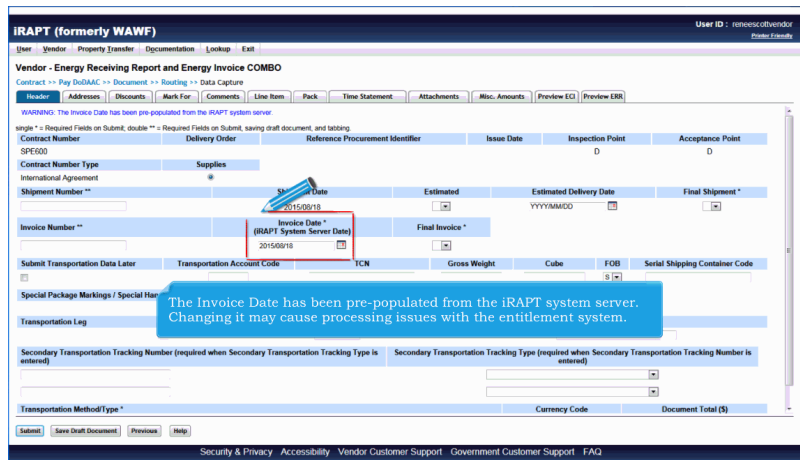 User ID : reneescottvendor
iRAPT (formerly WAWF)
Printer Friendly
User Vendor Property Transfer Documentation Lookup Exit
Vendor - Energy Receiving Report and Energy Invoice COMBO
Contract >> Pay DoDAAC >> Document >> Routing >> Data Capture
Header Addresses Discounts Mark For Comments Line Item Pack Time Statement Attachments Misc. Amounts Preview ECI Preview ERR
WARNING: The Invoice Date has been pre-populated from the iRAPT system server.
single * = Required Fields on Submit; double ** = Required Fields on Submit, saving draft document, and tabbing.
Contract Number Delivery Order Reference Procurement Identifier Issue Date Inspection Point Acceptance Point
SPE600 D D
Contract Number Type Supplies
International Agreement
Shipment Number ** Date Estimated Estimated Delivery Date Final Shipment *
2015/08/18 YYYY/MM/DD
Invoice Number ** Invoice Date * Final Invoice *
(iRAPT System Server Date)
2015/08/18
Submit Transportation Data Later Transportation Account Code TCN Gross Weight Cube FOB Serial Shipping Container Code
S
Special Package Markings / Special
The Invoice Date has been pre-populated from the iRAPT system server.
Changing it may cause processing issues with the entitlement system.
Transportation Leg
Secondary Transportation Tracking Number (required when Secondary Transportation Tracking Type is entered) Secondary Transportation Tracking Type (required when Secondary Transportation Tracking Number is entered)
Transportation Method/Type * Currency Code Document Total ($)
Submit Save Draft Document Previous Help
Security & Privacy Accessibility Vendor Customer Support Government Customer Support FAQ